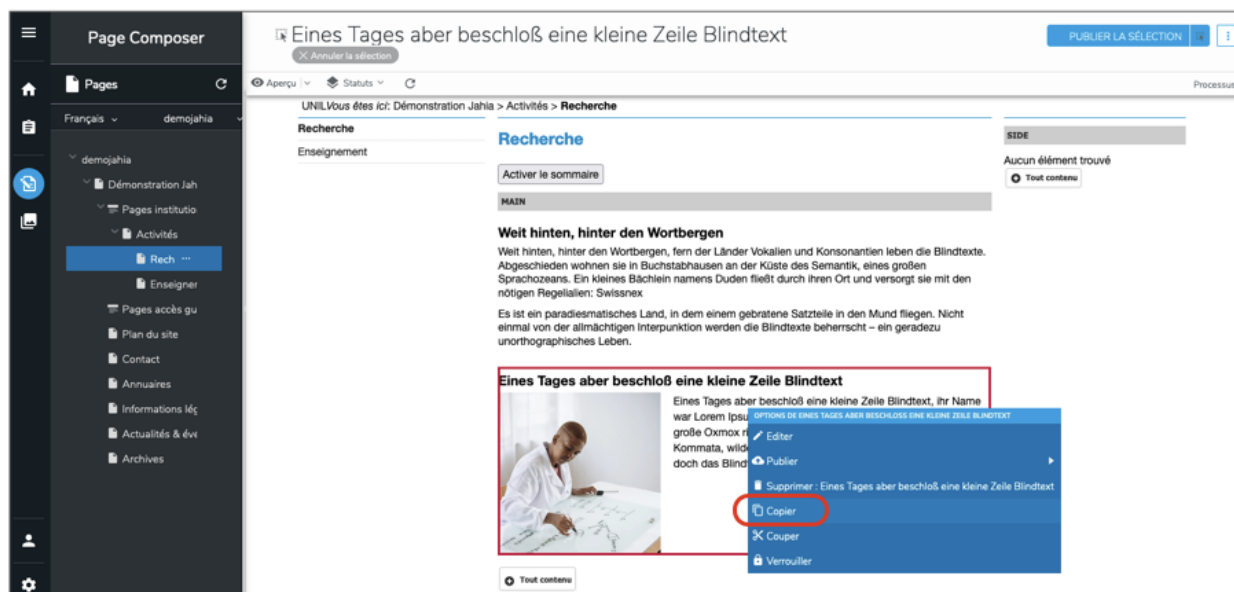 Page Composer
Pages
Français
demojahia
demojahia
Démonstration Jah
Pages institutio
Activités
Rech ...
Enseigner
Pages accès gu
Plan du site
Contact
Annuaires
Informations lég
Actualités & éve
Archives
Eines Tages aber beschloß eine kleine Zeile Blindtext
Annuler la sélection
PUBLIER LA SÉLECTION
Aperçu
Statuts
Processus
UNILVous êtes ici: Démonstration Jahia > Activités > Recherche
Recherche
Enseignement
Recherche
Activer le sommaire
MAIN
Weit hinten, hinter den Wortbergen
Weit hinten, hinter den Wortbergen, fern der Länder Vokalien und Konsonantien leben die Blindtexte.
Abgeschieden wohnen sie in Buchstabhausen an der Küste des Semantik, eines großen
Sprachozeans. Ein kleines Bächlein namens Duden fließt durch ihren Ort und versorgt sie mit den
nötigen Regelialien: Swissnex
Es ist ein paradiesmatisches Land, in dem einem gebratene Satzteile in den Mund fliegen. Nicht
einmal von der allmächtigen Interpunktion werden die Blindtexte beherrscht – ein geradezu
unorthographisches Leben.
Eines Tages aber beschloß eine kleine Zeile Blindtext
Eines Tages aber beschloß eine kleine Zeile Blindtext, ihr Name
war Lorem Ipsu
große Oxmox r
Kommata, wild
doch das Blind
OPTIONS DE EINES TAGES ABER BESCHLOSS EINE KLEINE ZEILE BLINDTEXT
Editer
Publier
Supprimer : Eines Tages aber beschloß eine kleine Zeile Blindtext
Copier
Couper
Verrouiller
Tout contenu
SIDE
Aucun élément trouvé
Tout contenu